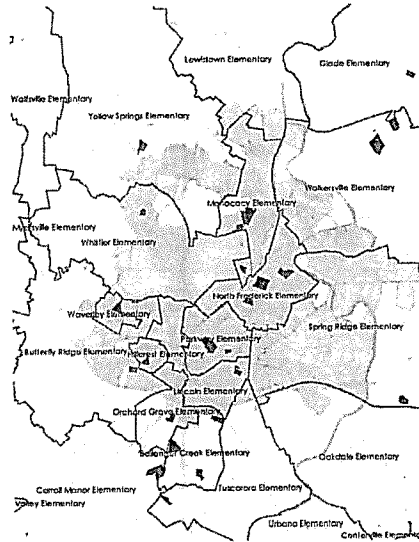 Lewistown Elementary
Glade Elementary
Wolfsville Elementary
Yellow Springs Elementary
Walkersville Elementary
Monocacy Elementary
Myersville Elementary
Whittier Elementary
North Frederick Elementary
Waverley Elementary
Spring Ridge Elementary
Parkway Elementary
Butterfly Ridge Elementary
Hillcrest Elementary
Lincoln Elementary
Orchard Grove Elementary
Ballenger Creek Elementary
Oakdale Elementary
Carroll Manor Elementary
Tuscarora Elementary
Valley Elementary
Urbana Elementary
Centerville Elementa